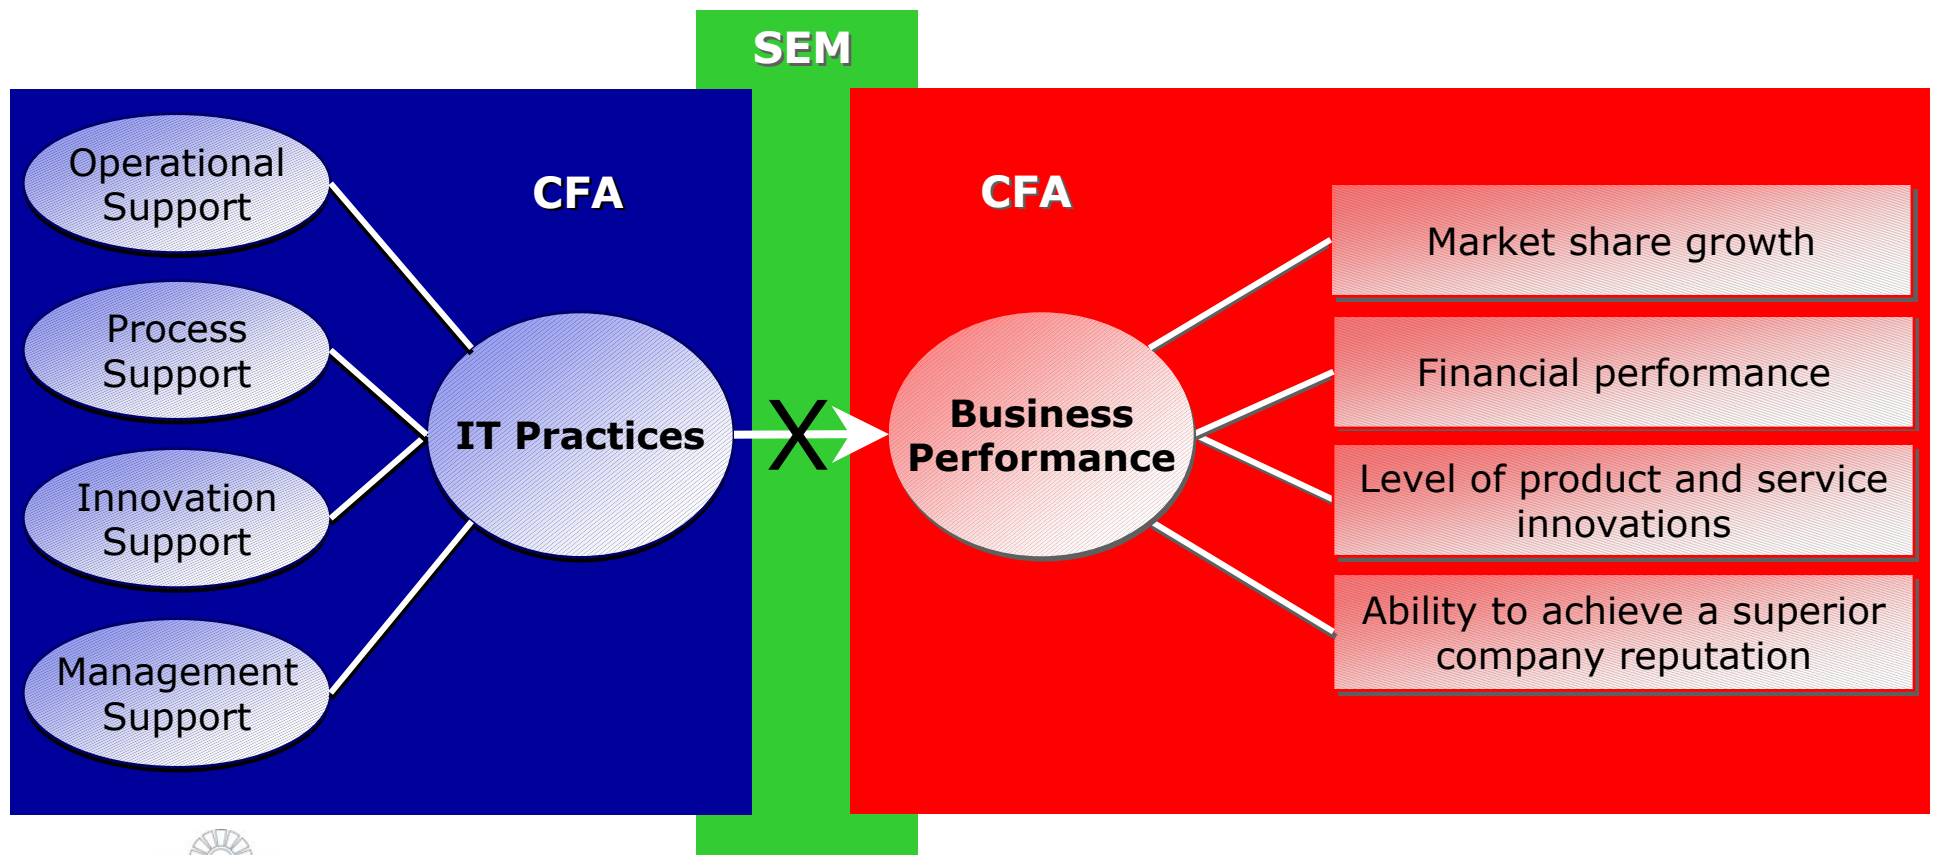 SEM
CFA
Operational
Support
Process
Support
Innovation
Support
Management
Support
IT Practices
X
CFA
Business
Performance
Market share growth
Financial performance
Level of product and service
innovations
Ability to achieve a superior
company reputation